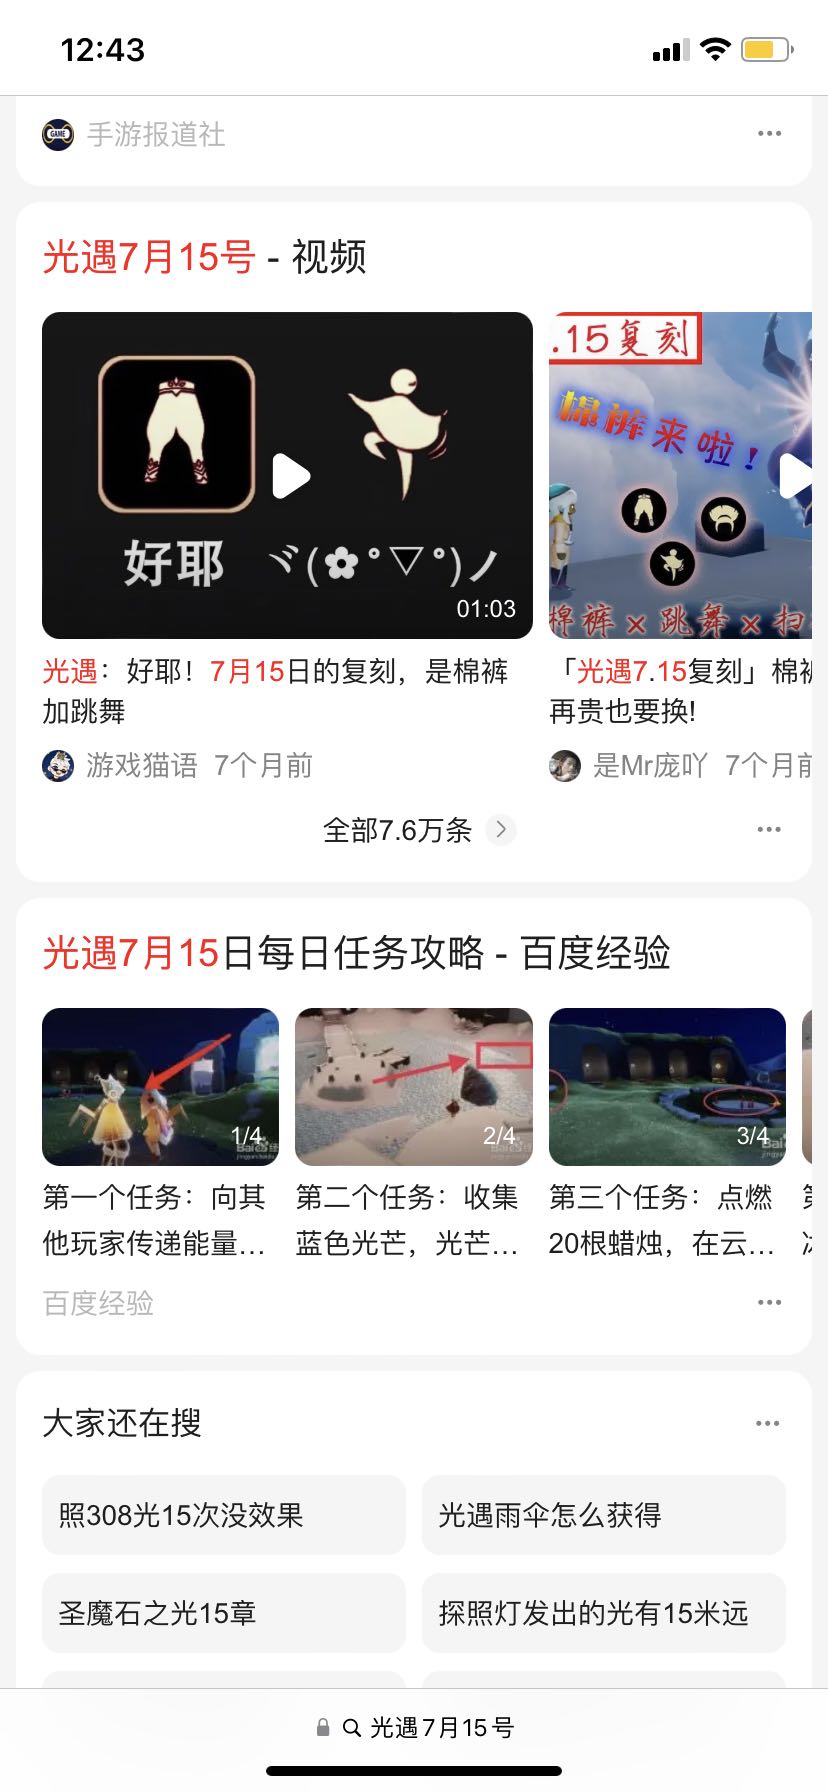 12:43
GAME
手游报道社
光遇7月15号 - 视频
.15复刻
棉裤来啦！
好耶 ヾ(✿°▽°)ノ
01:03
棉裤×跳舞×扫
光遇：好耶！7月15日的复刻，是棉裤
加跳舞
「光遇7.15复刻」棉裤
再贵也要换!
游戏猫语 7个月前
是Mr庞吖 7个月前
全部7.6万条
光遇7月15日每日任务攻略 - 百度经验
1/4
2/4
3/4
第一个任务：向其
他玩家传递能量...
第二个任务：收集
蓝色光芒，光芒...
第三个任务：点燃
20根蜡烛，在云...
百度经验
大家还在搜
照308光15次没效果
光遇雨伞怎么获得
圣魔石之光15章
探照灯发出的光有15米远
光遇7月15号